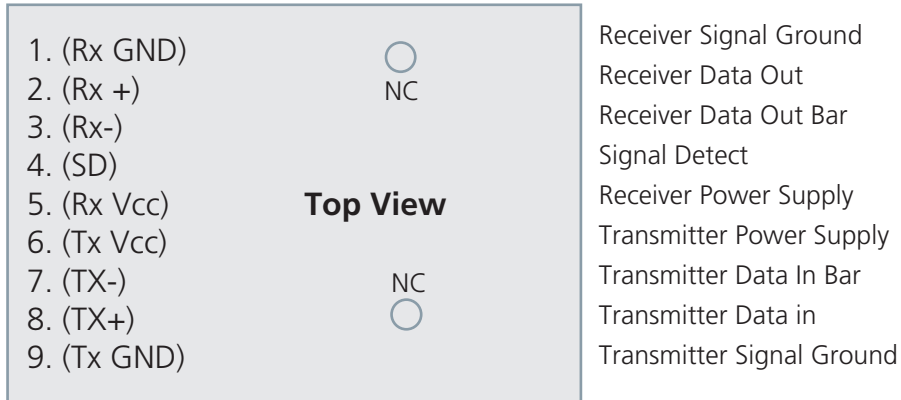 1. (Rx GND)
2. (Rx +)
NC
3. (Rx-)
4. (SD)
5. (Rx Vcc)
Top View
6. (Tx Vcc)
7. (TX-)
NC
8. (TX+)
9. (Tx GND)
Receiver Signal Ground
Receiver Data Out
Receiver Data Out Bar
Signal Detect
Receiver Power Supply
Transmitter Power Supply
Transmitter Data In Bar
Transmitter Data in
Transmitter Signal Ground